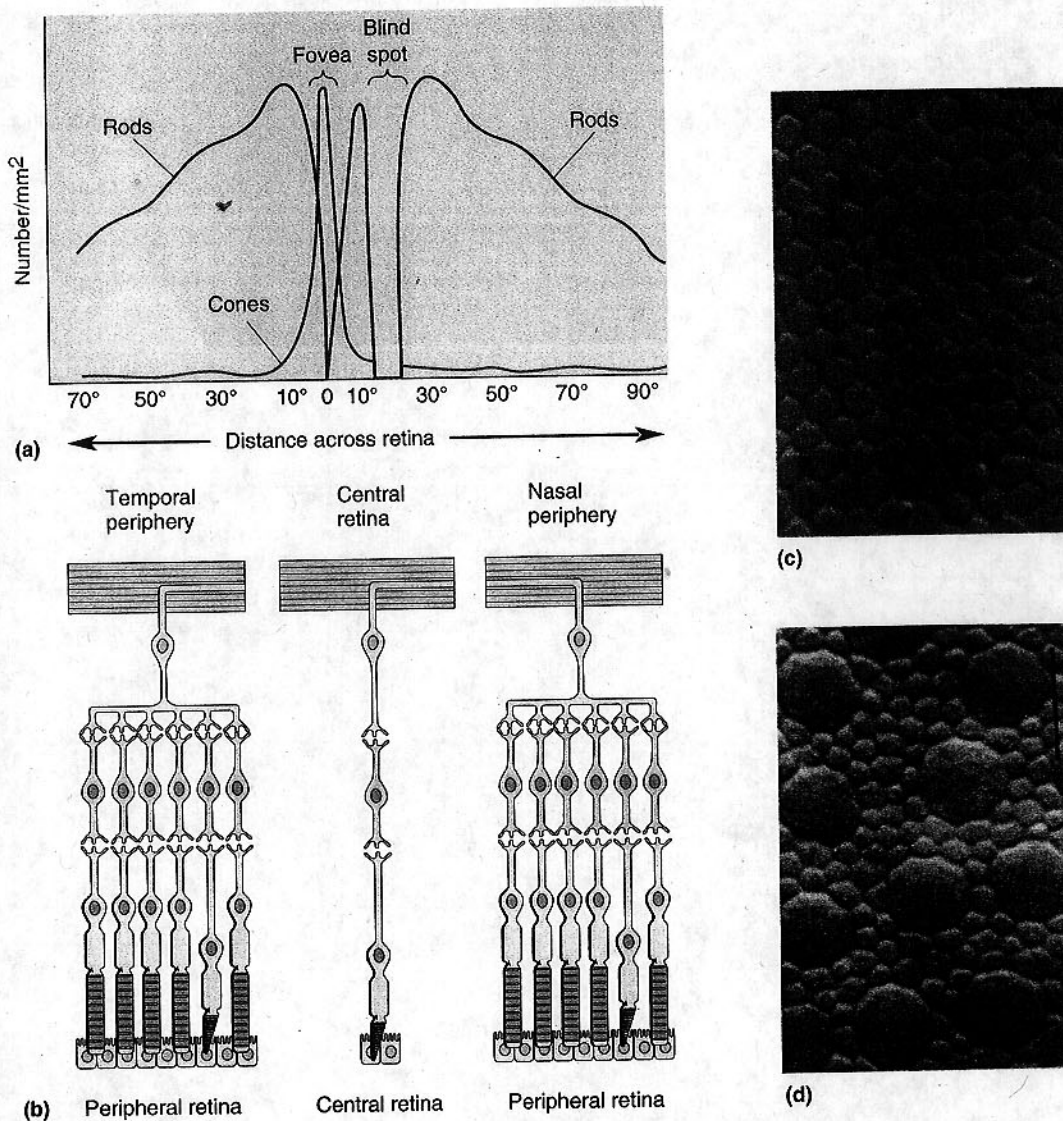 Blind
spot
Fovea
Rods
Rods
Number/mm2
Cones
70° 50° 30° 10° 0 10° 30° 50° 70° 90°
(a)
Distance across retina
Temporal
periphery
Central
retina
Nasal
periphery
(c)
(b)
Peripheral retina
Central retina
Peripheral retina
(d)